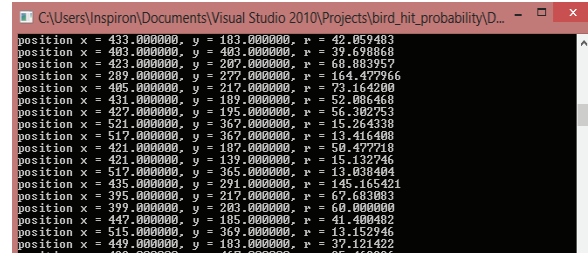 C:\Users\Inspiron\Documents\Visual Studio 2010\Projects\bird_hit_probability\D...
position x = 433.000000, y = 183.000000, r = 42.059483
position x = 403.000000, y = 403.000000, r = 39.698868
position x = 423.000000, y = 207.000000, r = 68.883957
position x = 289.000000, y = 277.000000, r = 164.477966
position x = 405.000000, y = 217.000000, r = 73.164200
position x = 431.000000, y = 189.000000, r = 52.086468
position x = 427.000000, y = 195.000000, r = 56.302753
position x = 521.000000, y = 367.000000, r = 15.264338
position x = 517.000000, y = 367.000000, r = 13.416408
position x = 421.000000, y = 187.000000, r = 50.477718
position x = 421.000000, y = 139.000000, r = 15.132746
position x = 517.000000, y = 365.000000, r = 13.038404
position x = 435.000000, y = 291.000000, r = 145.165421
position x = 395.000000, y = 217.000000, r = 67.683083
position x = 399.000000, y = 203.000000, r = 60.000000
position x = 447.000000, y = 185.000000, r = 41.400482
position x = 515.000000, y = 369.000000, r = 13.152946
position x = 449.000000, y = 183.000000, r = 37.121422